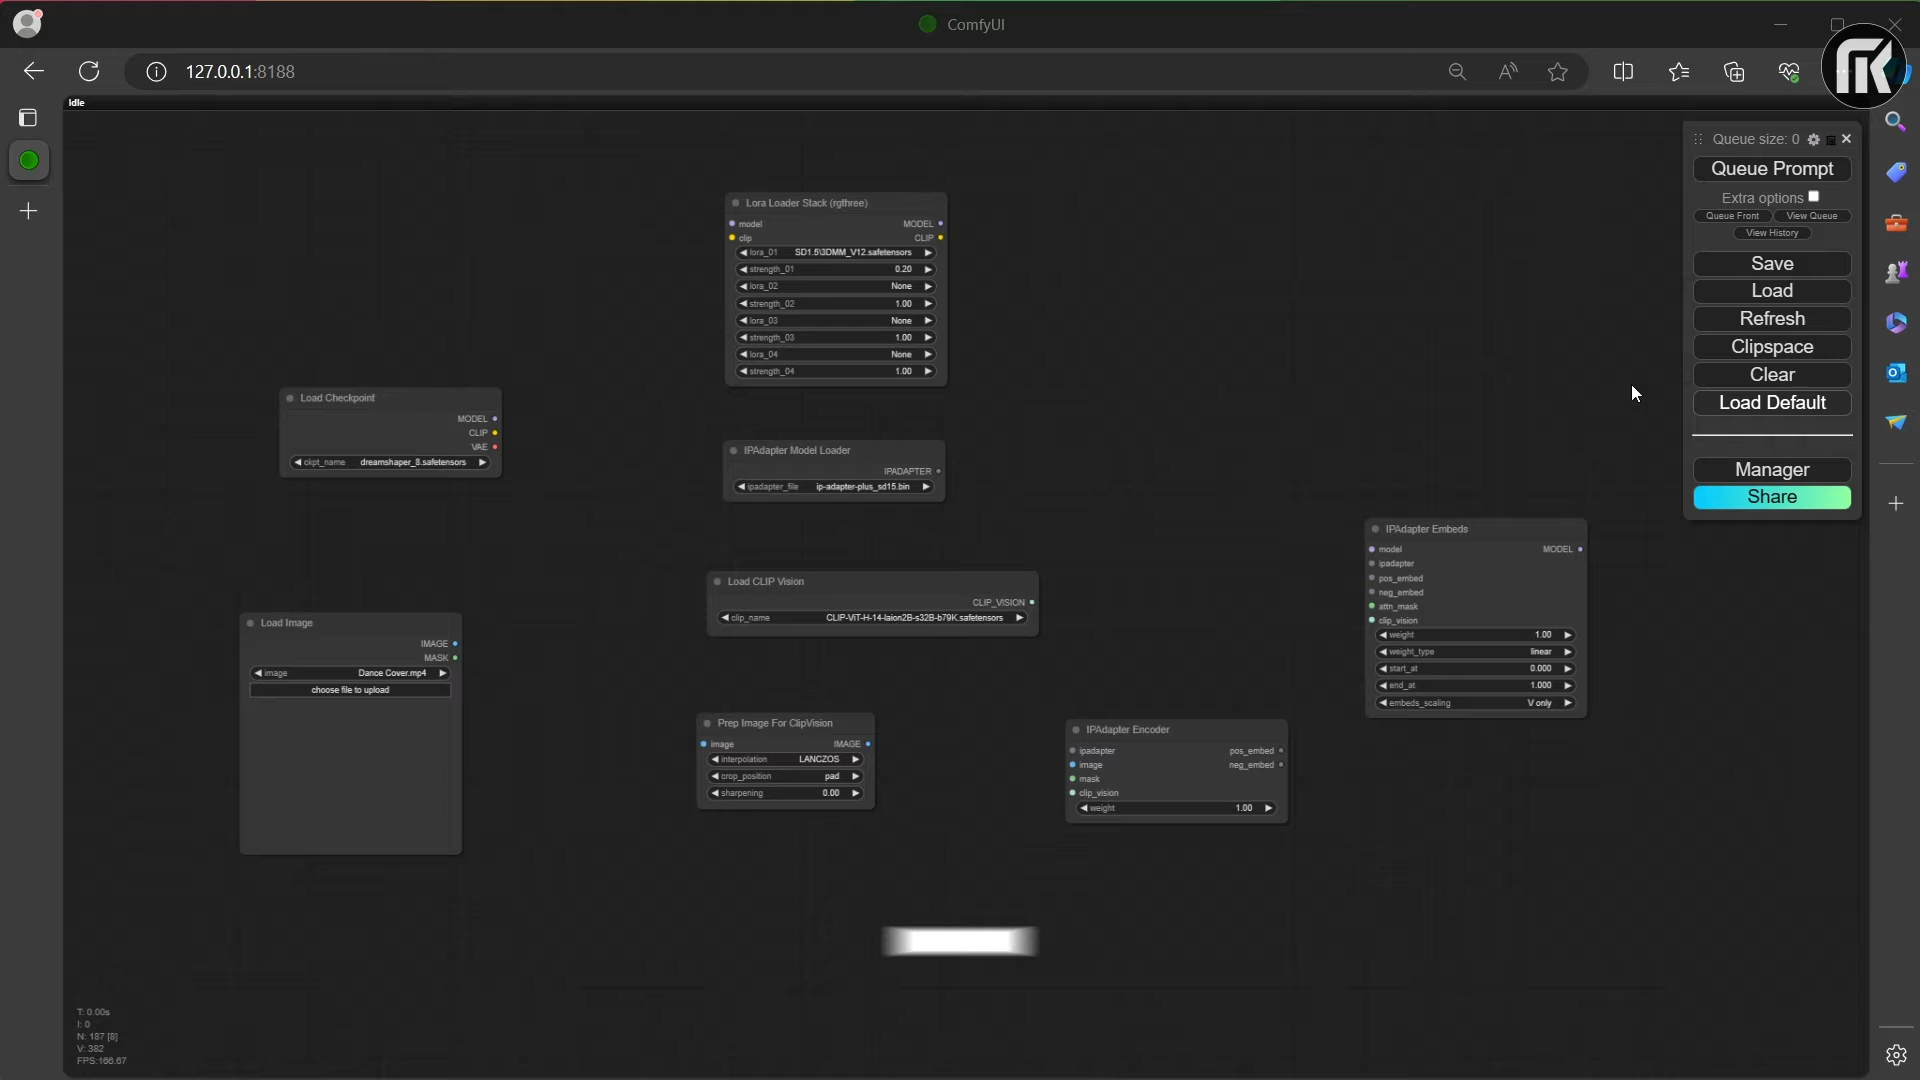 ComfyUI
127.0.0.1:8188
Idle
Queue size: 0
Queue Prompt
Extra options
Queue Front
View Queue
View History
Save
Load
Refresh
Clipspace
Clear
Load Default
Manager
Share
Lora Loader Stack (rgthree)
model MODEL
clip CLIP
lora_01 SD1.5\3DMM_V12.safetensors
strength_01 0.20
lora_02 None
strength_02 1.00
lora_03 None
strength_03 1.00
lora_04 None
strength_04 1.00
Load Checkpoint
MODEL
CLIP
VAE
ckpt_name dreamshaper_8.safetensors
IPAdapter Model Loader
IPADAPTER
ipadapter_file ip-adapter-plus_sd15.bin
Load CLIP Vision
CLIP_VISION
clip_name CLIP-ViT-H-14-laion2B-s32B-b79K.safetensors
Load Image
IMAGE
MASK
image Dance Cover.mp4
choose file to upload
Prep Image For ClipVision
image IMAGE
interpolation LANCZOS
crop_position pad
sharpening 0.00
IPAdapter Encoder
ipadapter pos_embed
image neg_embed
mask
clip_vision
weight 1.00
IPAdapter Embeds
model MODEL
ipadapter
pos_embed
neg_embed
attn_mask
clip_vision
weight 1.00
weight_type linear
start_at 0.000
end_at 1.000
embeds_scaling V only
T: 0.00s
I: 0
N: 187 [8]
V: 382
FPS:166.67